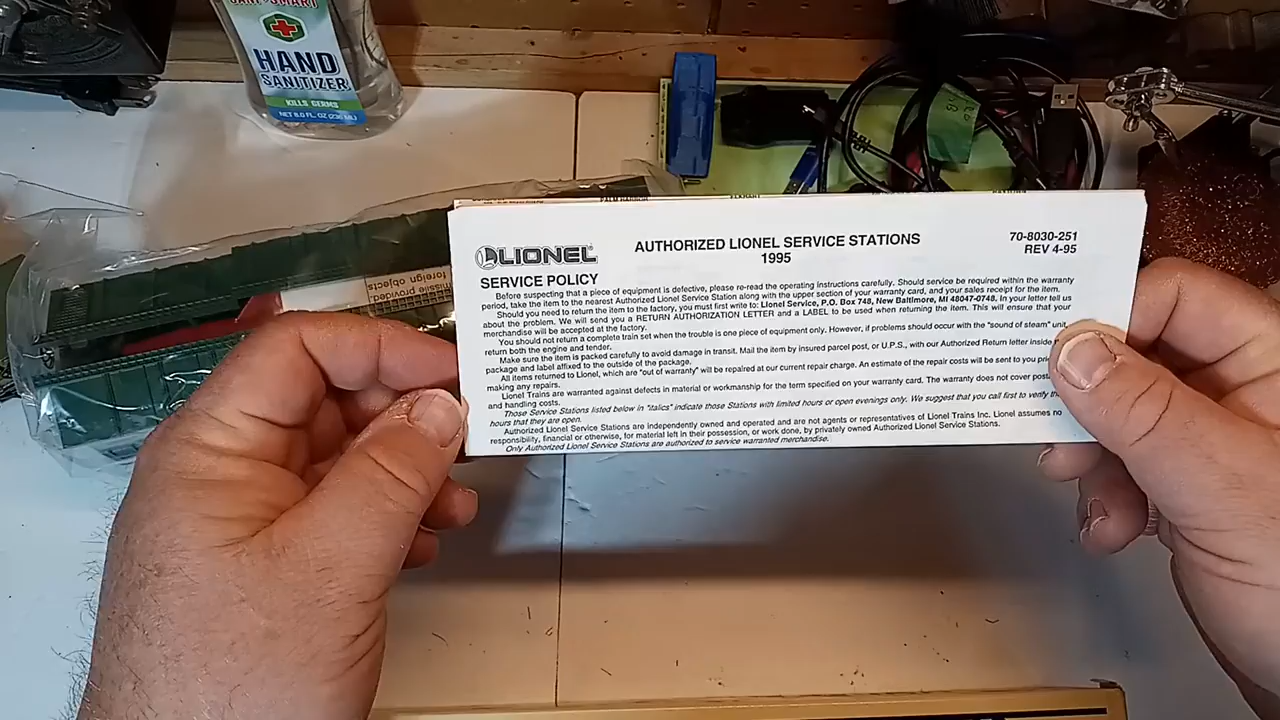 SMART
HAND
SANITIZER
KILLS GERMS
NET 8.0 FL. OZ (236 ML)
missile provided.
foreign objects
PALM HARBOR
ELKHART
LIONEL®
AUTHORIZED LIONEL SERVICE STATIONS
1995
70-8030-251
REV 4-95
SERVICE POLICY
Before suspecting that a piece of equipment is defective, please re-read the operating instructions carefully. Should service be required within the warranty
period, take the item to the nearest Authorized Lionel Service Station along with the upper section of your warranty card, and your sales receipt for the item.
Should you need to return the item to the factory, you must first write to: Lionel Service, P.O. Box 748, New Baltimore, MI 48047-0748. In your letter tell us
about the problem. We will send you a RETURN AUTHORIZATION LETTER and a LABEL to be used when returning the item. This will ensure that your
merchandise will be accepted at the factory.
You should not return a complete train set when the trouble is one piece of equipment only. However, if problems should occur with the "sound of steam" unit,
return both the engine and tender.
Make sure the item is packed carefully to avoid damage in transit. Mail the item by insured parcel post, or U.P.S., with our Authorized Return letter inside
package and label affixed to the outside of the package.
All items returned to Lionel, which are "out of warranty" will be repaired at our current repair charge. An estimate of the repair costs will be sent to you
making any repairs.
Lionel Trains are warranted against defects in material or workmanship for the term specified on your warranty card. The warranty does not cover
and handling costs.
Those Service Stations listed below in "italics" indicate those Stations with limited hours or open evenings only. We suggest that you call first to verify
hours that they are open.
Authorized Lionel Service Stations are independently owned and operated and are not agents or representatives of Lionel Trains Inc. Lionel assumes no
responsibility, financial or otherwise, for material left in their possession, or work done, by privately owned Authorized Lionel Service Stations.
Only Authorized Lionel Service Stations are authorized to service warranted merchandise.